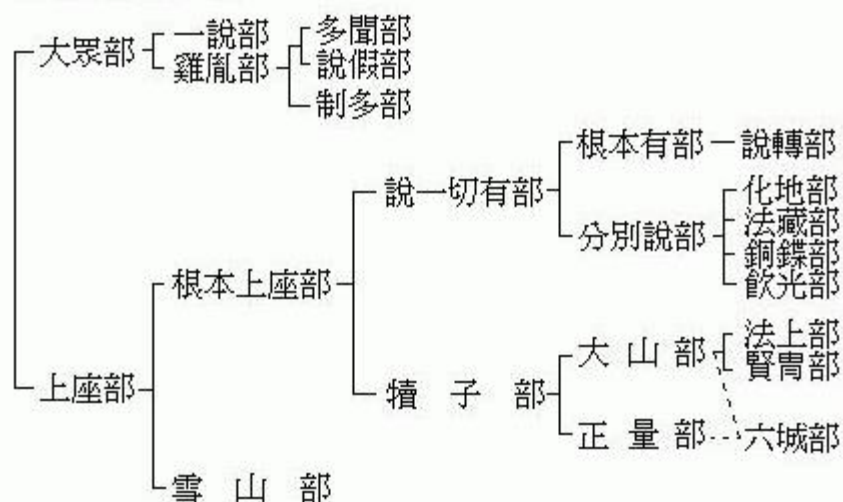 大眾部
一說部
雞胤部
多聞部
說假部
制多部
上座部
根本上座部
雪山部
說一切有部
犢子部
根本有部
說轉部
分別說部
化地部
法藏部
銅鍱部
飲光部
大山部
法上部
賢冑部
正量部
六城部